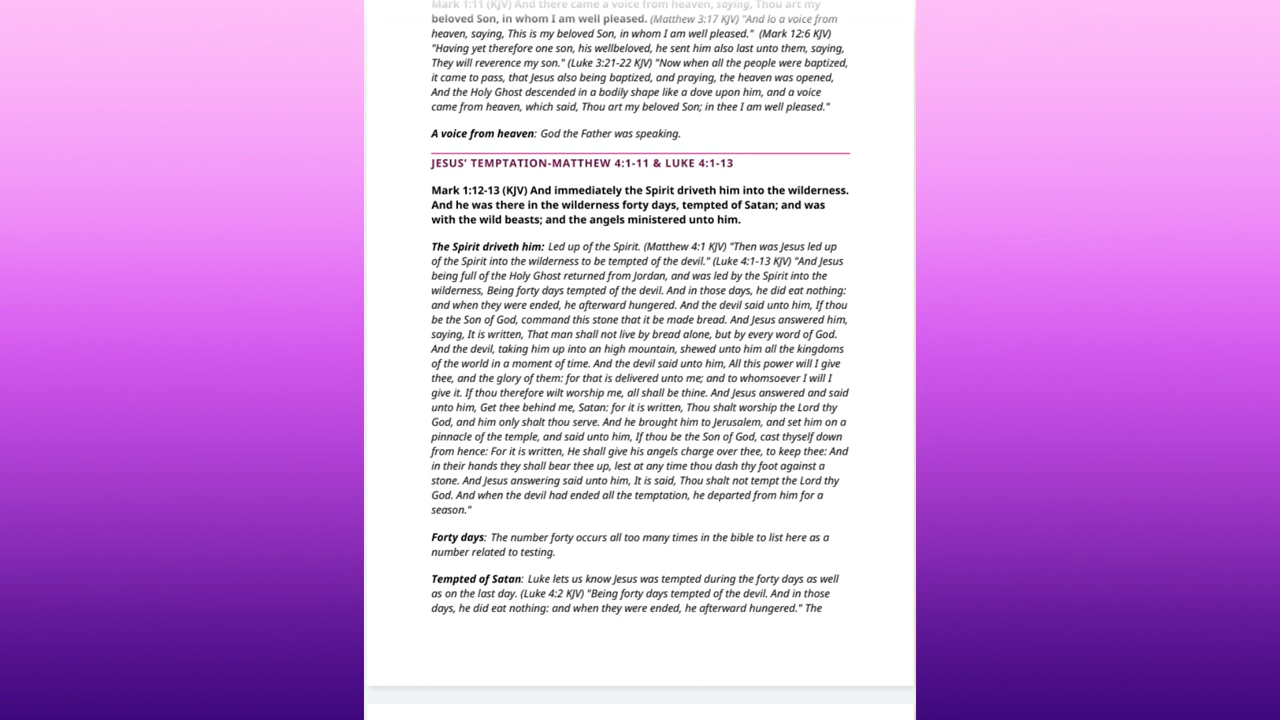 Mark 1:11 (KJV) And there came a voice from heaven, saying, Thou art my
beloved Son, in whom I am well pleased. (Matthew 3:17 KJV) "And lo a voice from
heaven, saying, This is my beloved Son, in whom I am well pleased." (Mark 12:6 KJV)
"Having yet therefore one son, his wellbeloved, he sent him also last unto them, saying,
They will reverence my son." (Luke 3:21-22 KJV) "Now when all the people were baptized,
it came to pass, that Jesus also being baptized, and praying, the heaven was opened,
And the Holy Ghost descended in a bodily shape like a dove upon him, and a voice
came from heaven, which said, Thou art my beloved Son; in thee I am well pleased."
A voice from heaven: God the Father was speaking.
JESUS' TEMPTATION-MATTHEW 4:1-11 & LUKE 4:1-13
Mark 1:12-13 (KJV) And immediately the Spirit driveth him into the wilderness.
And he was there in the wilderness forty days, tempted of Satan; and was
with the wild beasts; and the angels ministered unto him.
The Spirit driveth him: Led up of the Spirit. (Matthew 4:1 KJV) "Then was Jesus led up
of the Spirit into the wilderness to be tempted of the devil." (Luke 4:1-13 KJV) "And Jesus
being full of the Holy Ghost returned from Jordan, and was led by the Spirit into the
wilderness, Being forty days tempted of the devil. And in those days, he did eat nothing:
and when they were ended, he afterward hungered. And the devil said unto him, If thou
be the Son of God, command this stone that it be made bread. And Jesus answered him,
saying, It is written, That man shall not live by bread alone, but by every word of God.
And the devil, taking him up into an high mountain, shewed unto him all the kingdoms
of the world in a moment of time. And the devil said unto him, All this power will I give
thee, and the glory of them: for that is delivered unto me; and to whomsoever I will I
give it. If thou therefore wilt worship me, all shall be thine. And Jesus answered and said
unto him, Get thee behind me, Satan: for it is written, Thou shalt worship the Lord thy
God, and him only shalt thou serve. And he brought him to Jerusalem, and set him on a
pinnacle of the temple, and said unto him, If thou be the Son of God, cast thyself down
from hence: For it is written, He shall give his angels charge over thee, to keep thee: And
in their hands they shall bear thee up, lest at any time thou dash thy foot against a
stone. And Jesus answering said unto him, It is said, Thou shalt not tempt the Lord thy
God. And when the devil had ended all the temptation, he departed from him for a
season."
Forty days: The number forty occurs all too many times in the bible to list here as a
number related to testing.
Tempted of Satan: Luke lets us know Jesus was tempted during the forty days as well
as on the last day. (Luke 4:2 KJV) "Being forty days tempted of the devil. And in those
days, he did eat nothing: and when they were ended, he afterward hungered." The